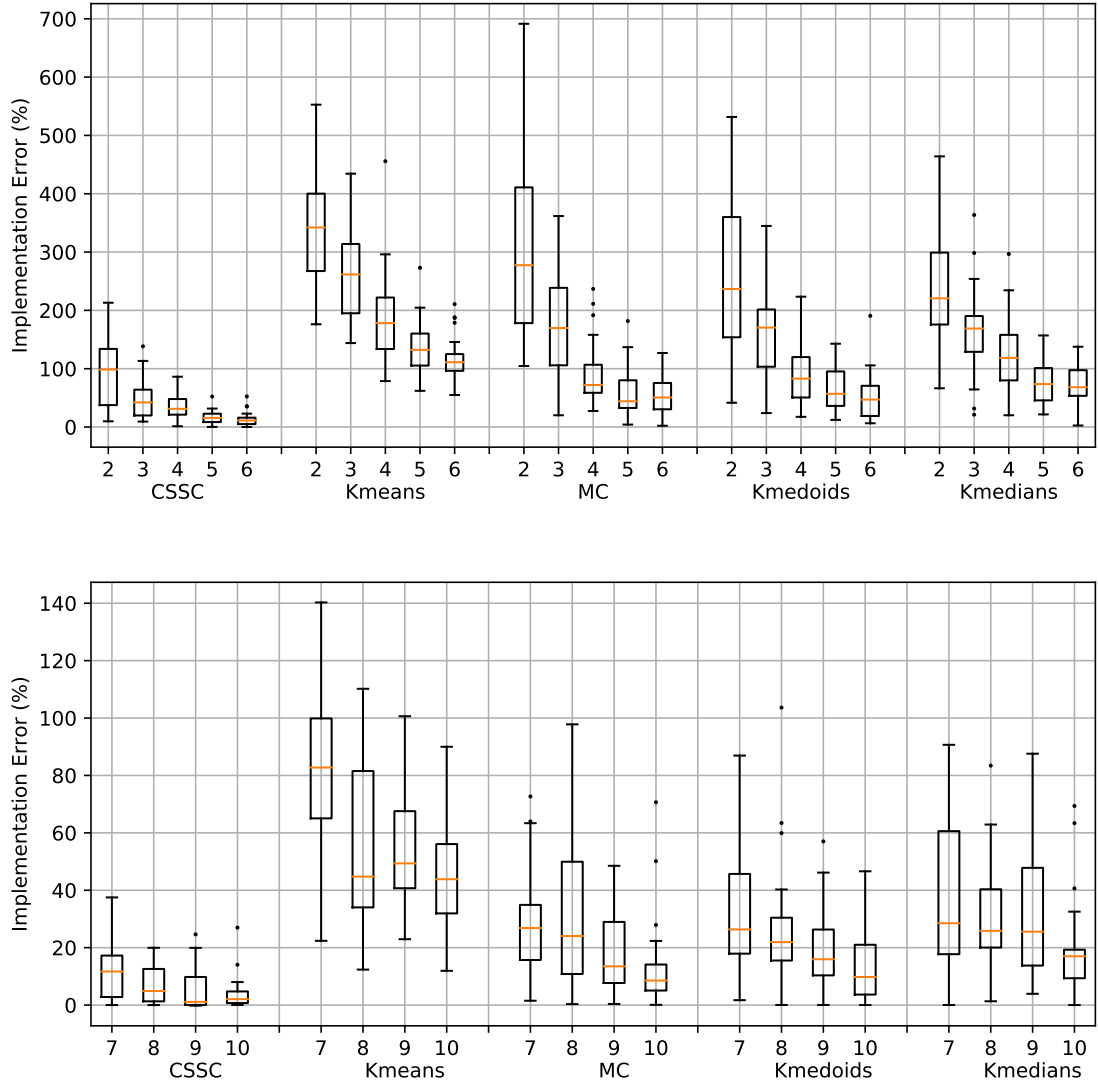 700
600
500
400
300
200
100
0
Implementation Error (%)
2 3 4 5 6 2 3 4 5 6 2 3 4 5 6 2 3 4 5 6 2 3 4 5 6
CSSC Kmeans MC Kmedoids Kmedians
140
120
100
80
60
40
20
0
Implementation Error (%)
7 8 9 10 7 8 9 10 7 8 9 10 7 8 9 10 7 8 9 10
CSSC Kmeans MC Kmedoids Kmedians